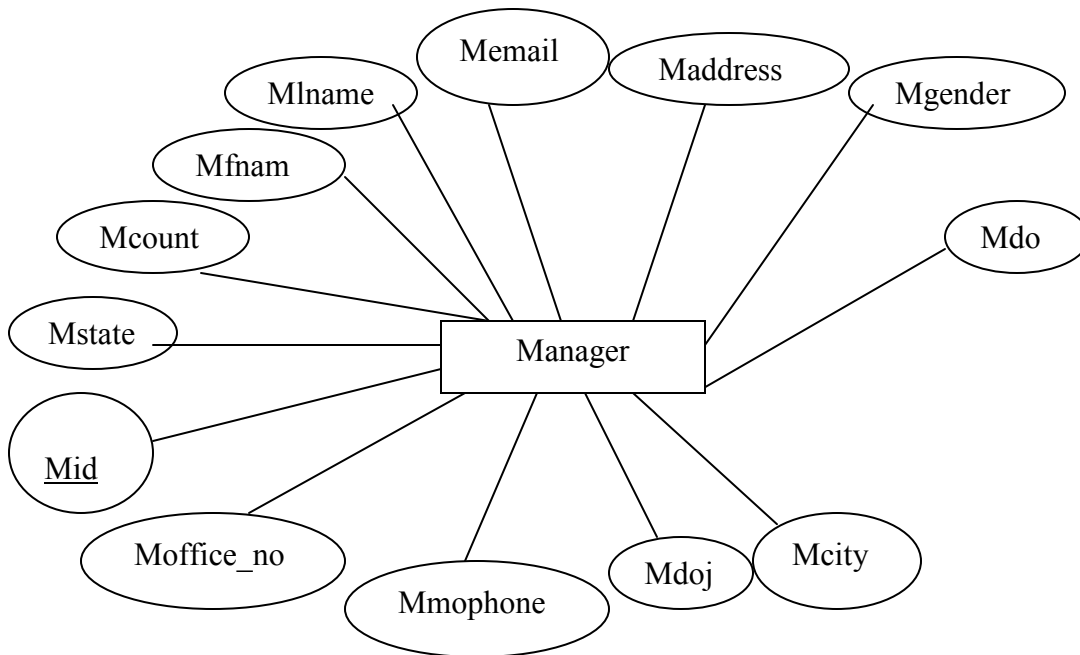 Memail
Maddress
Mlname
Mgender
Mfnam
Mcount
Mdo
Mstate
Manager
Mid
Moffice_no
Mcity
Mdoj
Mmophone